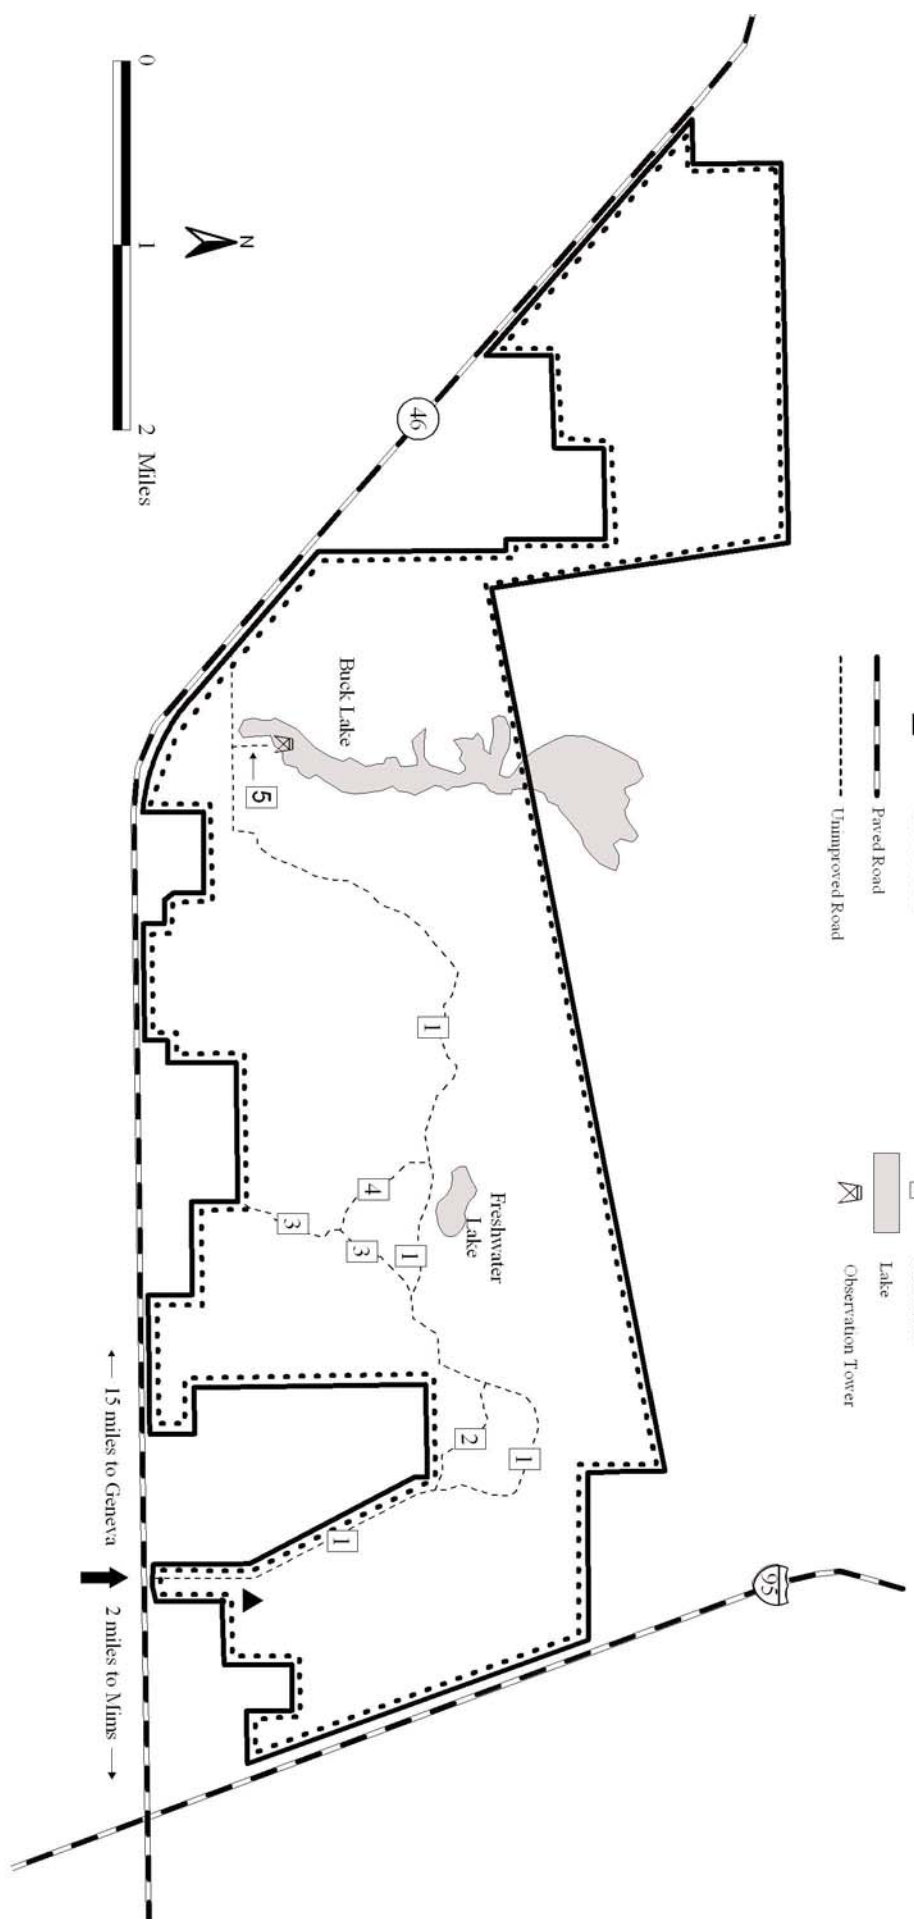 Paved Road
Unimproved Road
Lake
Observation Tower
95
1
2
1
1
Freshwater
Lake
1
3
4
3
1
Buck Lake
5
46
N
0
1
2 Miles
← 15 miles to Geneva
2 miles to Mims →